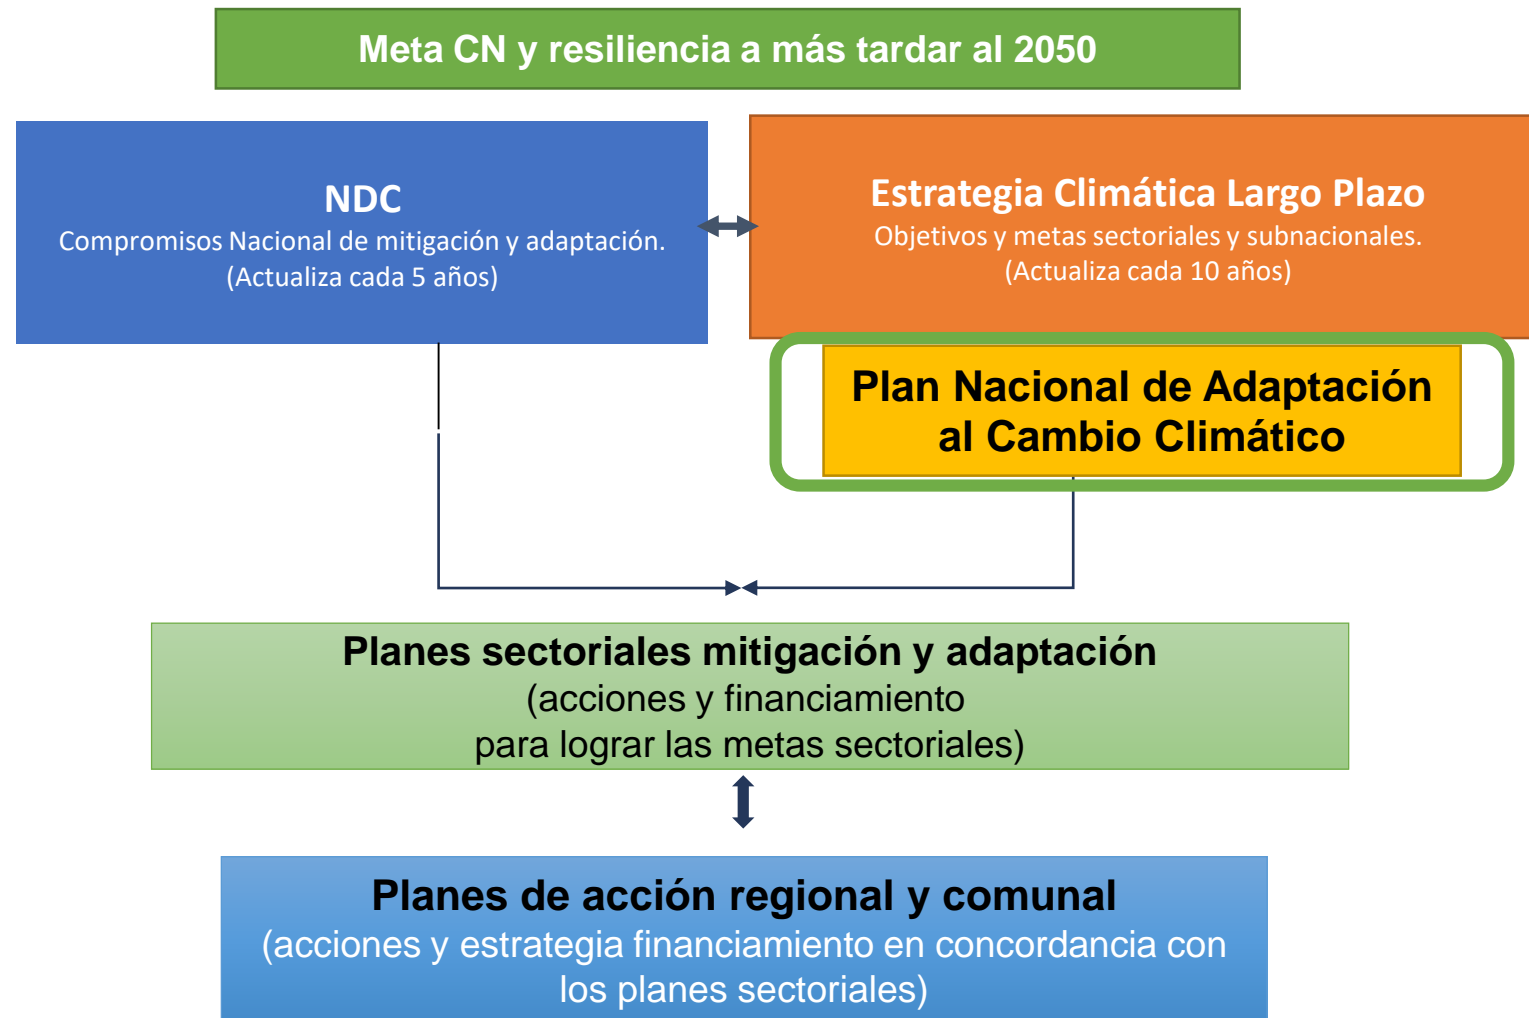 Meta CN y resiliencia a más tardar al 2050
NDC
Compromisos Nacional de mitigación y adaptación.
(Actualiza cada 5 años)
Estrategia Climática Largo Plazo
Objetivos y metas sectoriales y subnacionales.
(Actualiza cada 10 años)
Plan Nacional de Adaptación
al Cambio Climático
Planes sectoriales mitigación y adaptación
(acciones y financiamiento
para lograr las metas sectoriales)
Planes de acción regional y comunal
(acciones y estrategia financiamiento en concordancia con
los planes sectoriales)